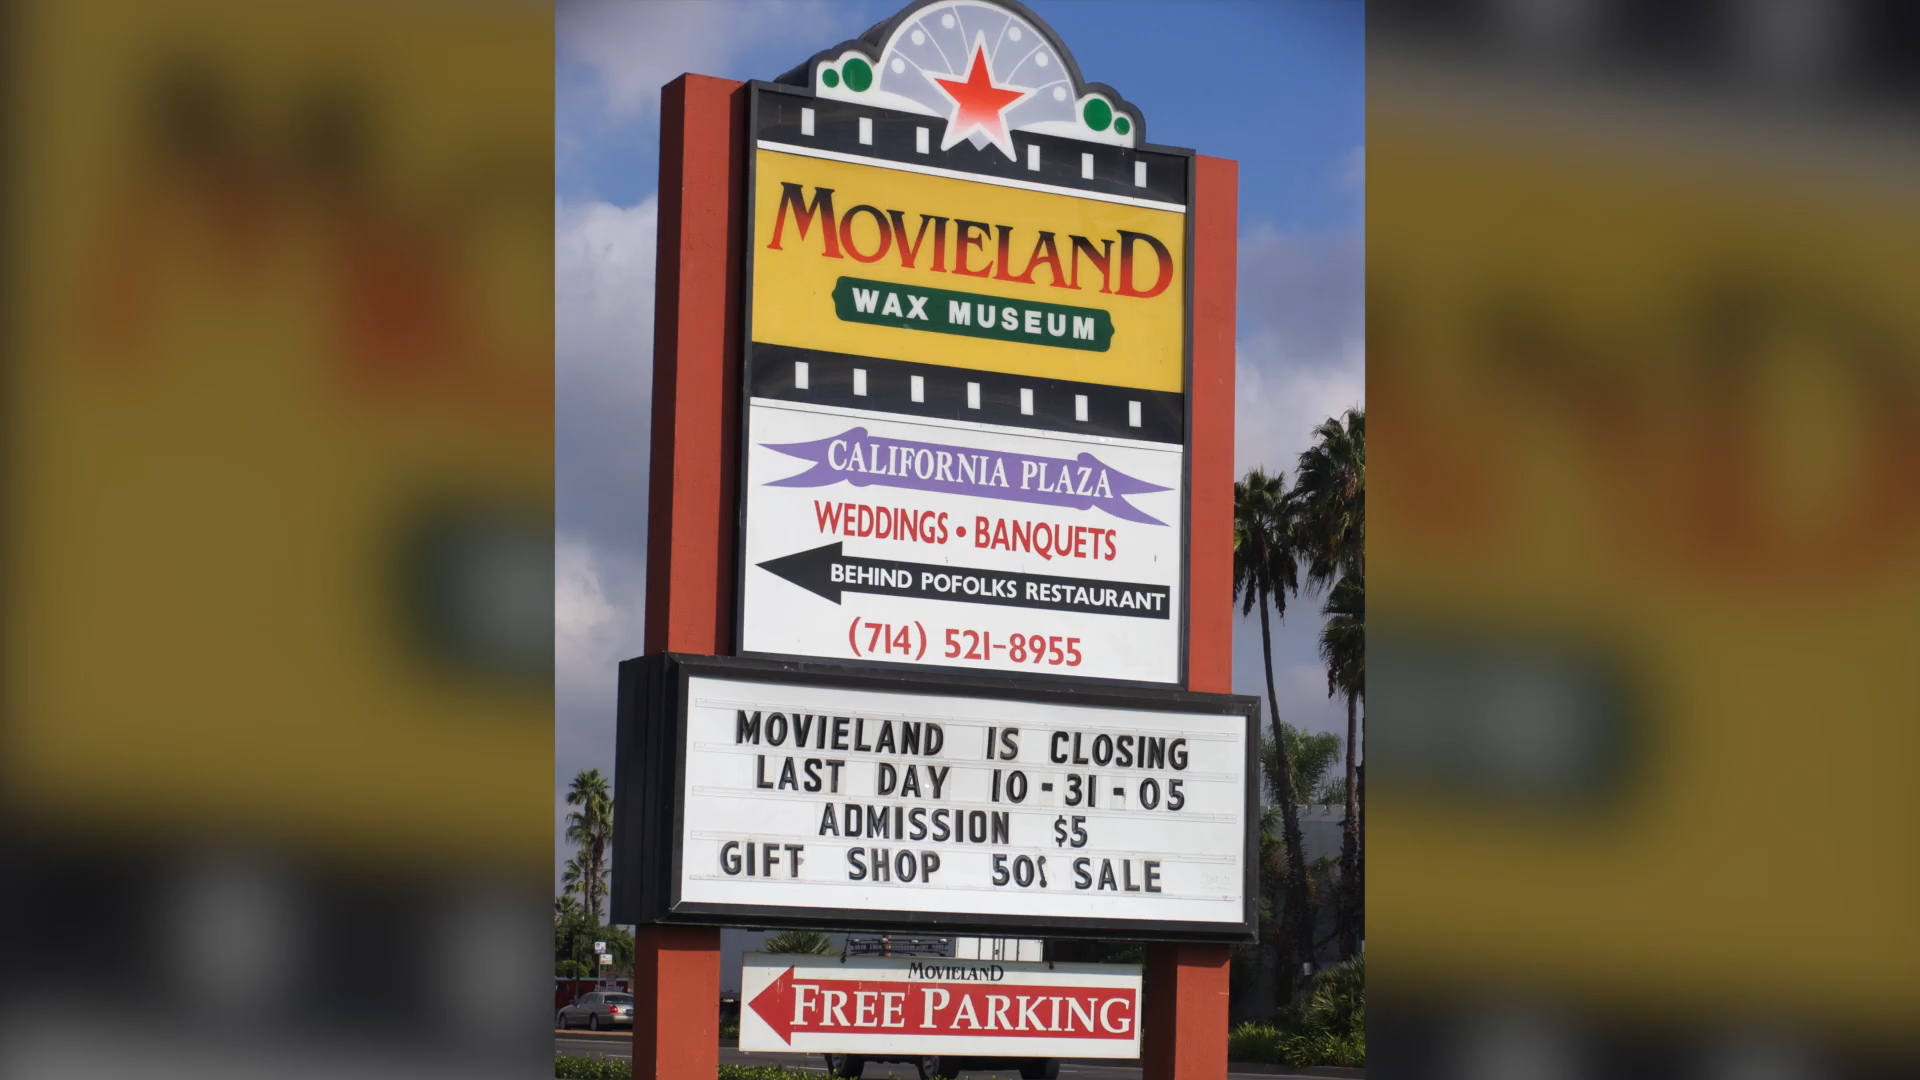 MOVIELAND
WAX MUSEUM
CALIFORNIA PLAZA
WEDDINGS • BANQUETS
BEHIND POFOLKS RESTAURANT
(714) 521-8955
MOVIELAND IS CLOSING
LAST DAY 10-31-05
ADMISSION $5
GIFT SHOP 50% SALE
MOVIELAND
FREE PARKING